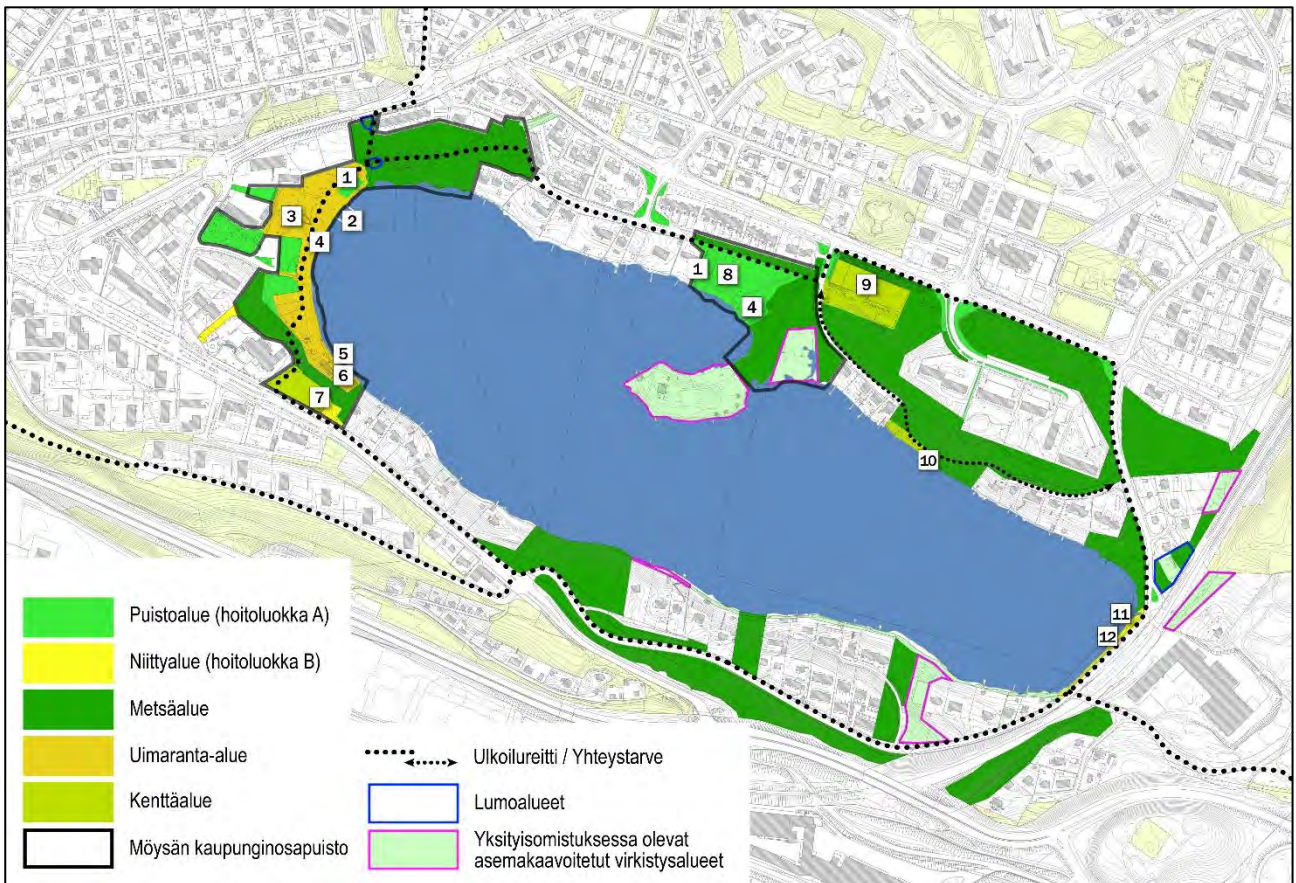 1
2
3
4
1
8
9
4
5
6
7
10
11
12
Puistoalue (hoitoluokka A)
Niittyalue (hoitoluokka B)
Metsäalue
Uimaranta-alue
Kenttäalue
Möysän kaupunginosapuisto
Ulkoilureitti / Yhteystarve
Lumoalueet
Yksityisomistuksessa olevat
asemakaavoitetut virkistysalueet